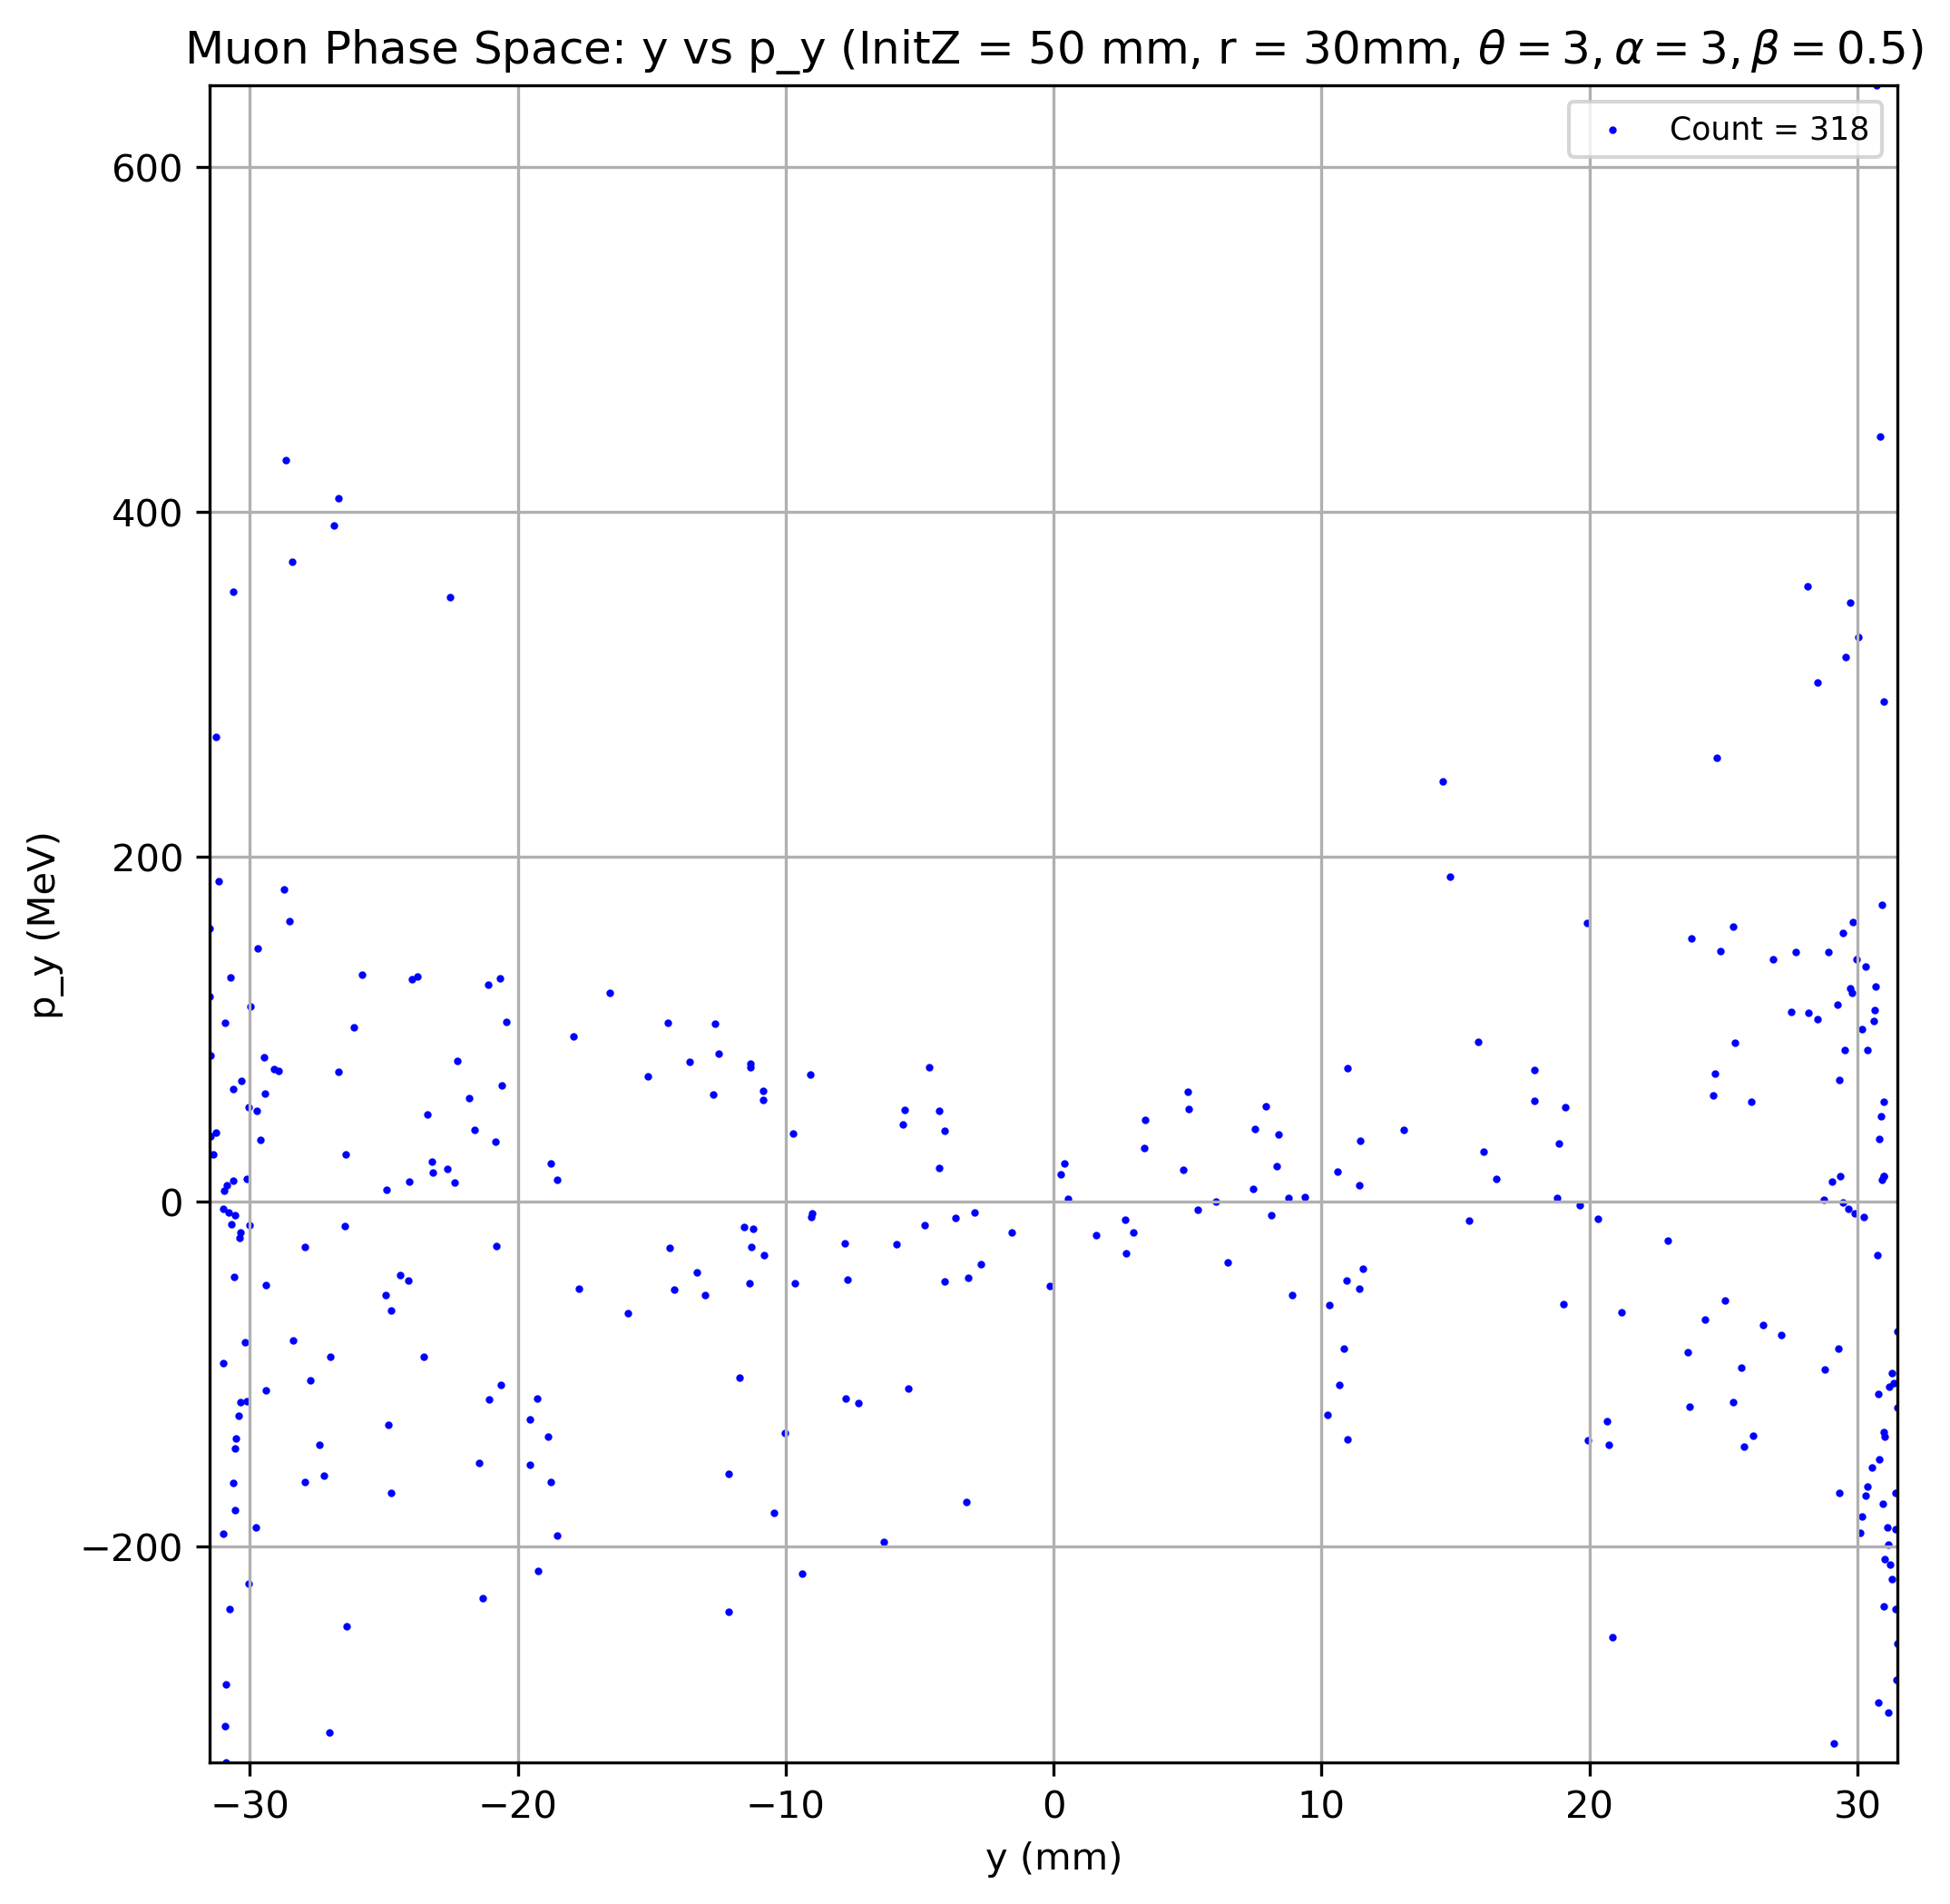 Muon Phase Space: y vs p_y (InitZ = 50 mm, r = 30mm, θ = 3, α = 3, β = 0.5)
Count = 318
600
400
200
0
−200
p_y (MeV)
−30 −20 −10 0 10 20 30
y (mm)